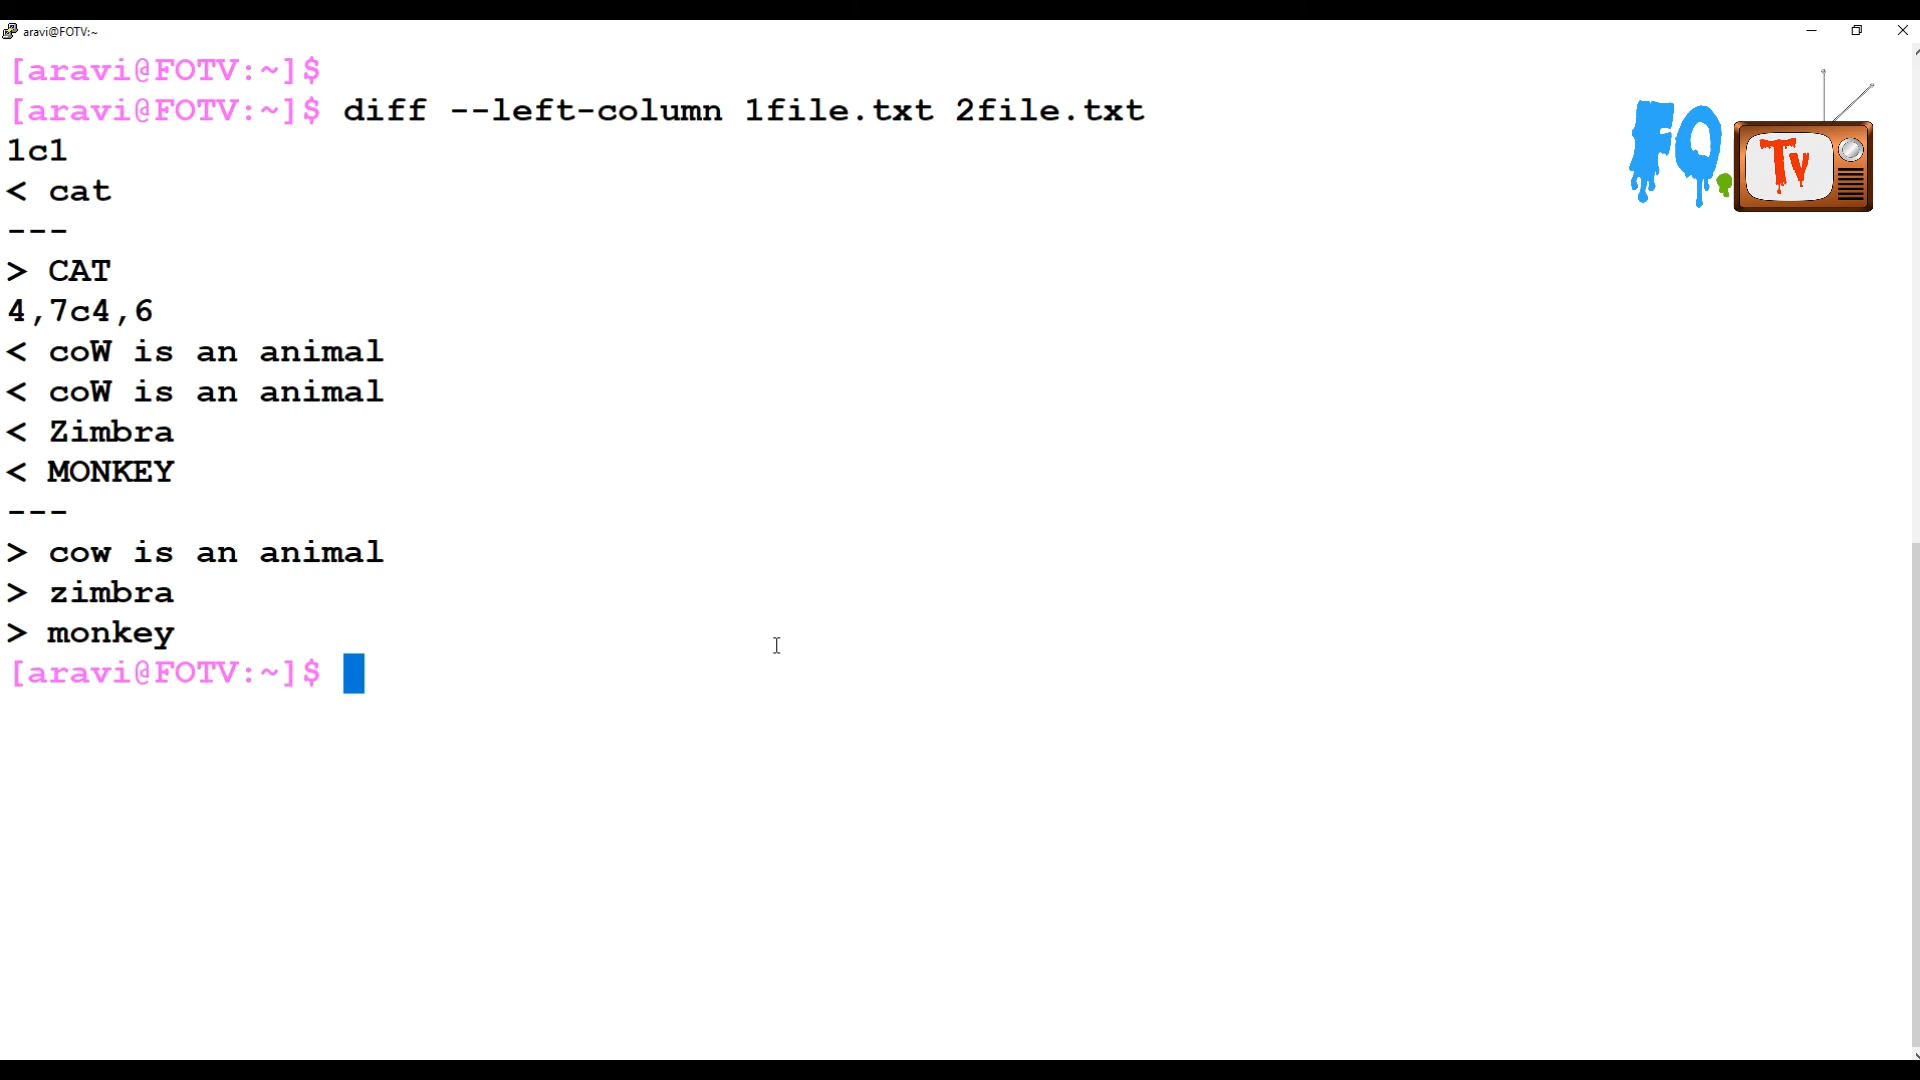 aravi@FOTV:~
[aravi@FOTV:~]$
[aravi@FOTV:~]$ diff --left-column 1file.txt 2file.txt
1c1
< cat
---
> CAT
4,7c4,6
< coW is an animal
< coW is an animal
< Zimbra
< MONKEY
---
> cow is an animal
> zimbra
> monkey
[aravi@FOTV:~]$
FO.
Tv